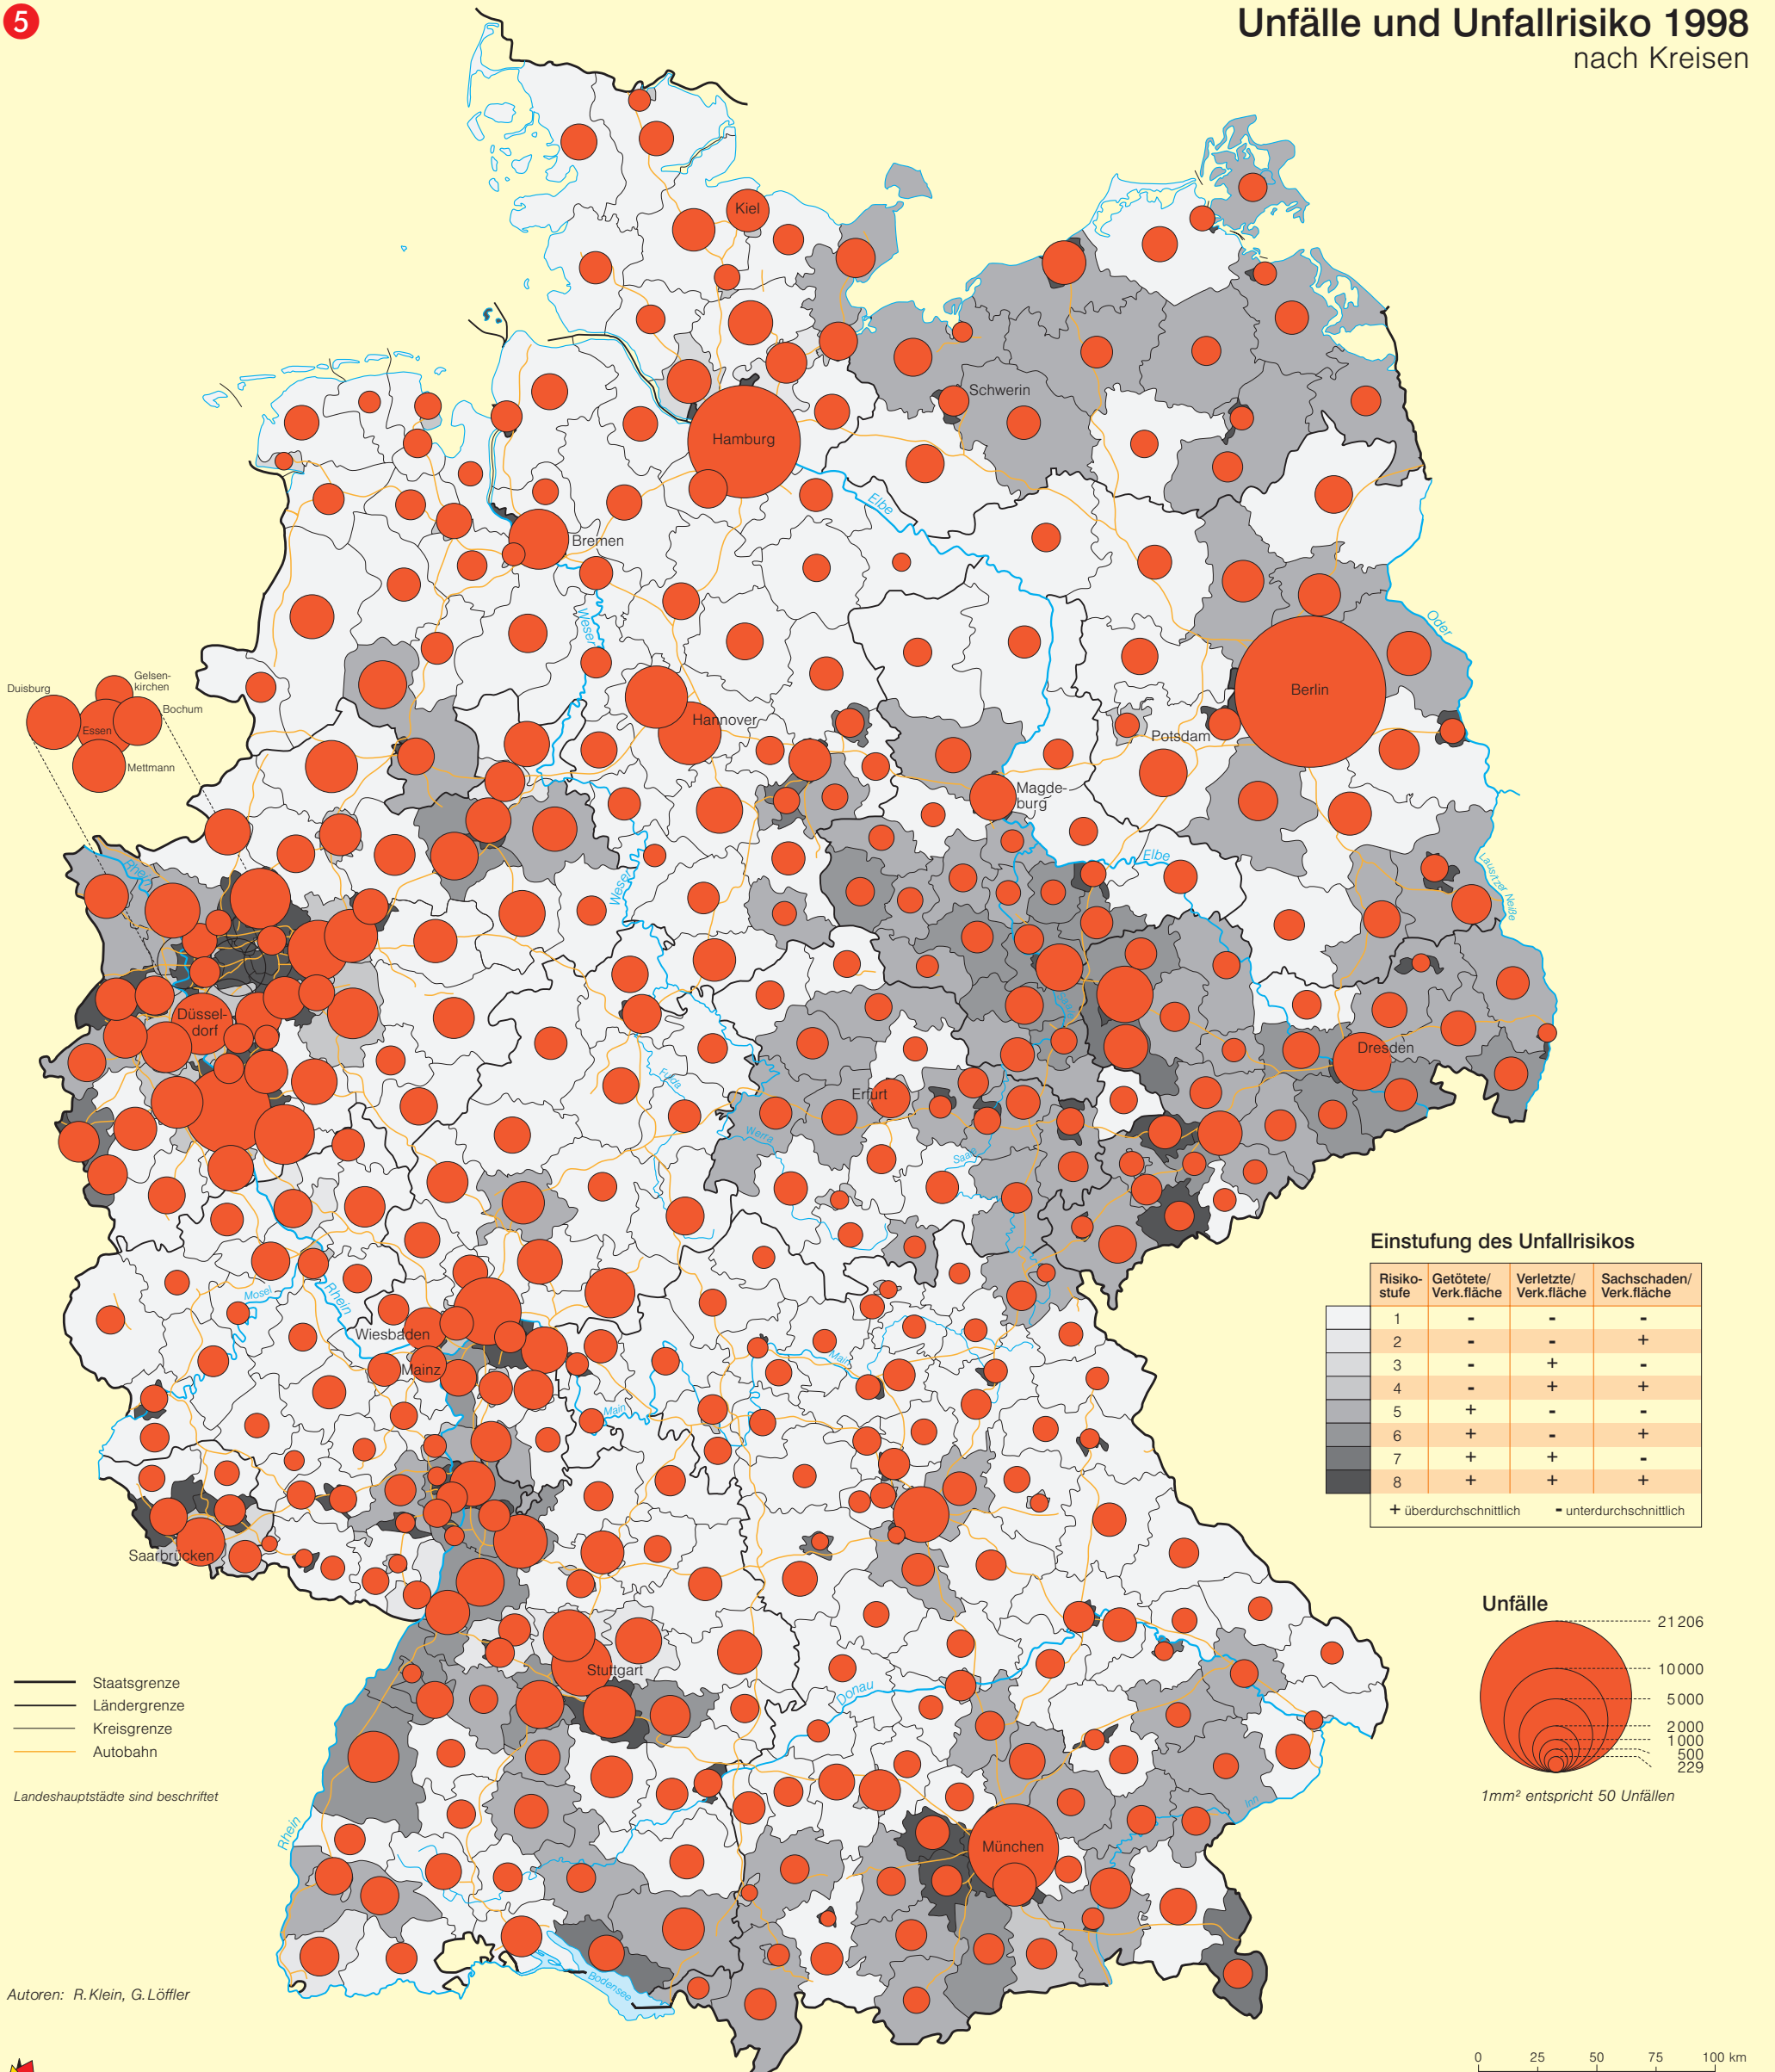 5
Unfälle und Unfallrisiko 1998
nach Kreisen
Kiel
Schwerin
Hamburg
Elbe
Bremen
Weser
Oder
Gelsen-
kirchen
Duisburg
Bochum
Essen
Mettmann
Berlin
Hannover
Potsdam
Magde-
burg
Elbe
Rhein
Lausitzer Neiße
Weser
Düssel-
dorf
Saale
Dresden
Fulda
Erfurt
Werra
Saale
Mosel
Rhein
Wiesbaden
Mainz
Main
Main
Saarbrücken
Stuttgart
Donau
Rhein
Inn
München
Bodensee
Einstufung des Unfallrisikos
Risiko-
stufe
Getötete/
Verk.fläche
Verletzte/
Verk.fläche
Sachschaden/
Verk.fläche
1 - - -
2 - - +
3 - + -
4 - + +
5 + - -
6 + - +
7 + + -
8 + + +
+ überdurchschnittlich - unterdurchschnittlich
Unfälle
21 206
10 000
5 000
2 000
1 000
500
229
1mm² entspricht 50 Unfällen
Staatsgrenze
Ländergrenze
Kreisgrenze
Autobahn
Landeshauptstädte sind beschriftet
Autoren: R.Klein, G.Löffler
0 25 50 75 100 km